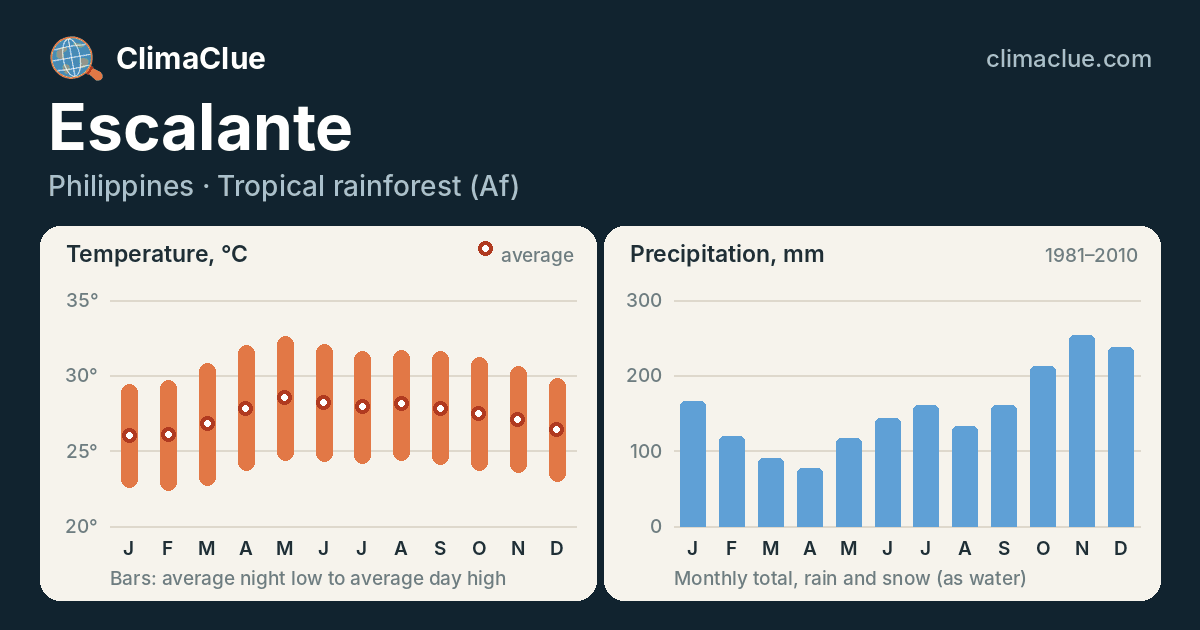 ClimaClue
climaclue.com
Escalante
Philippines · Tropical rainforest (Af)
Temperature, °C
average
35°
30°
25°
20°
J F M A M J J A S O N D
Bars: average night low to average day high
Precipitation, mm
1981–2010
300
200
100
0
J F M A M J J A S O N D
Monthly total, rain and snow (as water)